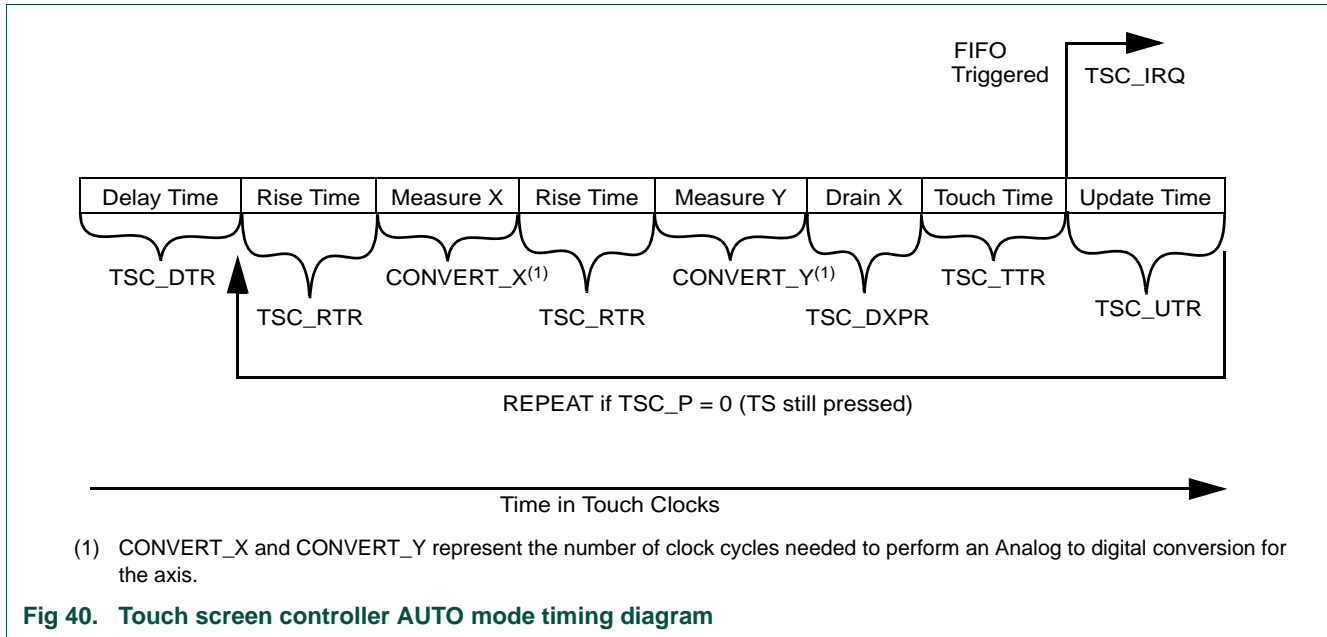 FIFO
Triggered
TSC_IRQ
Delay Time Rise Time Measure X Rise Time Measure Y Drain X Touch Time Update Time
TSC_DTR
CONVERT_X(1)
CONVERT_Y(1)
TSC_TTR
TSC_RTR
TSC_RTR
TSC_DXPR
TSC_UTR
REPEAT if TSC_P = 0 (TS still pressed)
Time in Touch Clocks
(1) CONVERT_X and CONVERT_Y represent the number of clock cycles needed to perform an Analog to digital conversion for
the axis.
Fig 40. Touch screen controller AUTO mode timing diagram